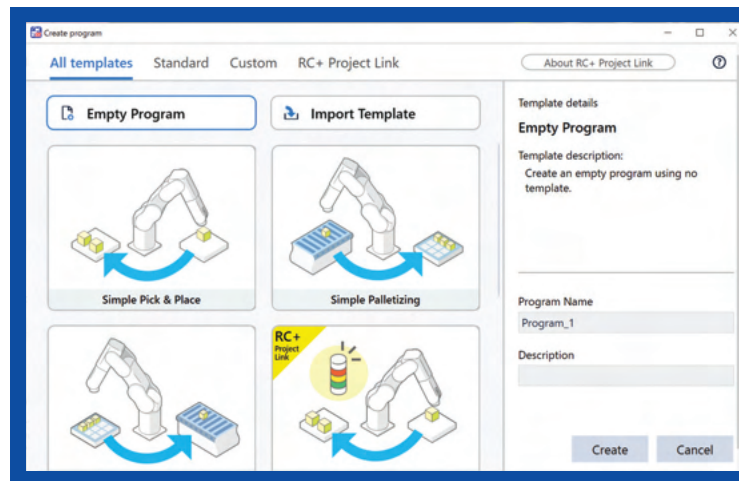 Create program
All templates Standard Custom RC+ Project Link
About RC+ Project Link
Empty Program
Import Template
Simple Pick & Place
Simple Palletizing
RC+
Project
Link
Template details
Empty Program
Template description:
Create an empty program using no
template.
Program Name
Program_1
Description
Create
Cancel